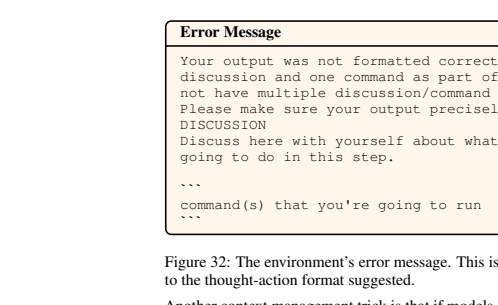 Error Message
Your output was not formatted correct
discussion and one command as part of
not have multiple discussion/command
Please make sure your output precisel
DISCUSSION
Discuss here with yourself about what
going to do in this step.
```
command(s) that you're going to run
```
Figure 32: The environment's error message. This is
to the thought-action format suggested.
Another context management trick is that if models